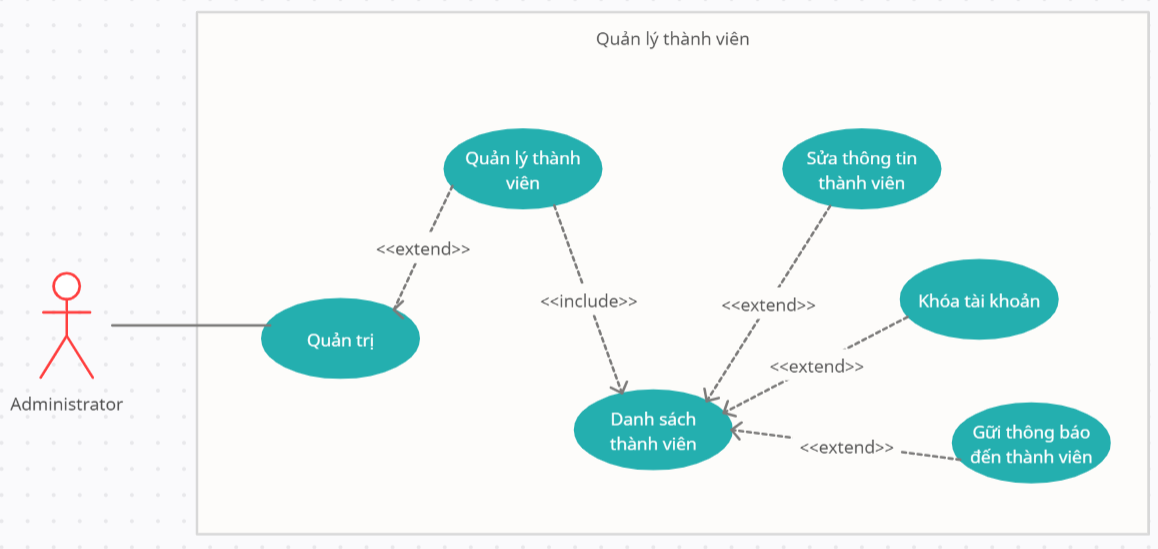 Quản lý thành viên
Quản lý thành
viên
Sửa thông tin
thành viên
<<extend>>
Khóa tài khoản
<<include>>
<<extend>>
Quản trị
<<extend>>
Administrator
Danh sách
thành viên
Gữi thông báo
đến thành viên
<<extend>>